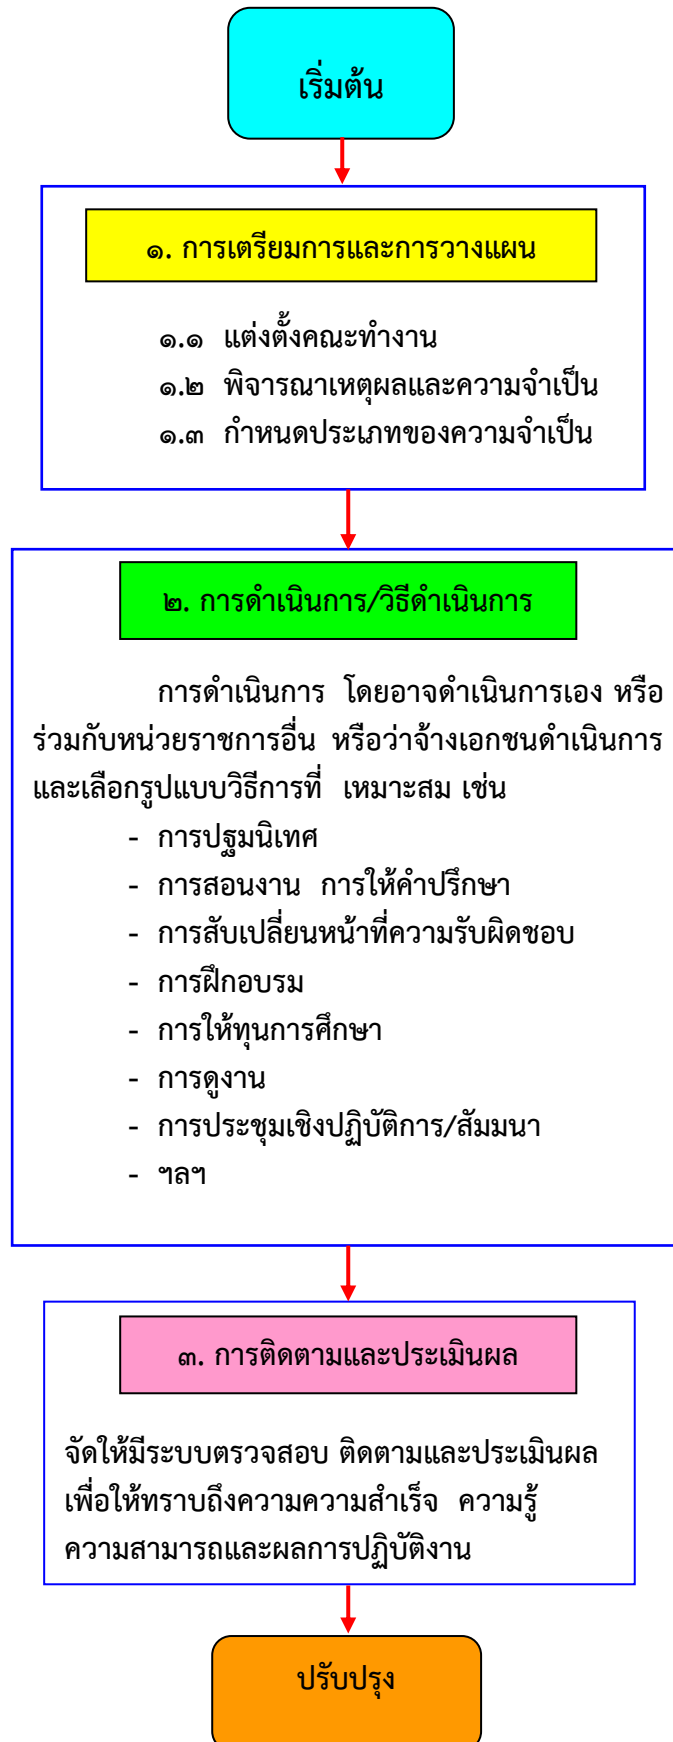 เริ่มต้น
๑. การเตรียมการและการวางแผน
๑.๑ แต่งตั้งคณะทำงาน
๑.๒ พิจารณาเหตุผลและความจำเป็น
๑.๓ กำหนดประเภทของความจำเป็น
๒. การดำเนินการ/วิธีดำเนินการ
การดำเนินการ โดยอาจดำเนินการเอง หรือ
ร่วมกับหน่วยราชการอื่น หรือว่าจ้างเอกชนดำเนินการ
และเลือกรูปแบบวิธีการที่ เหมาะสม เช่น
- การปฐมนิเทศ
- การสอนงาน การให้คำปรึกษา
- การสับเปลี่ยนหน้าที่ความรับผิดชอบ
- การฝึกอบรม
- การให้ทุนการศึกษา
- การดูงาน
- การประชุมเชิงปฏิบัติการ/สัมมนา
- ฯลฯ
๓. การติดตามและประเมินผล
จัดให้มีระบบตรวจสอบ ติดตามและประเมินผล
เพื่อให้ทราบถึงความความสำเร็จ ความรู้
ความสามารถและผลการปฏิบัติงาน
ปรับปรุง